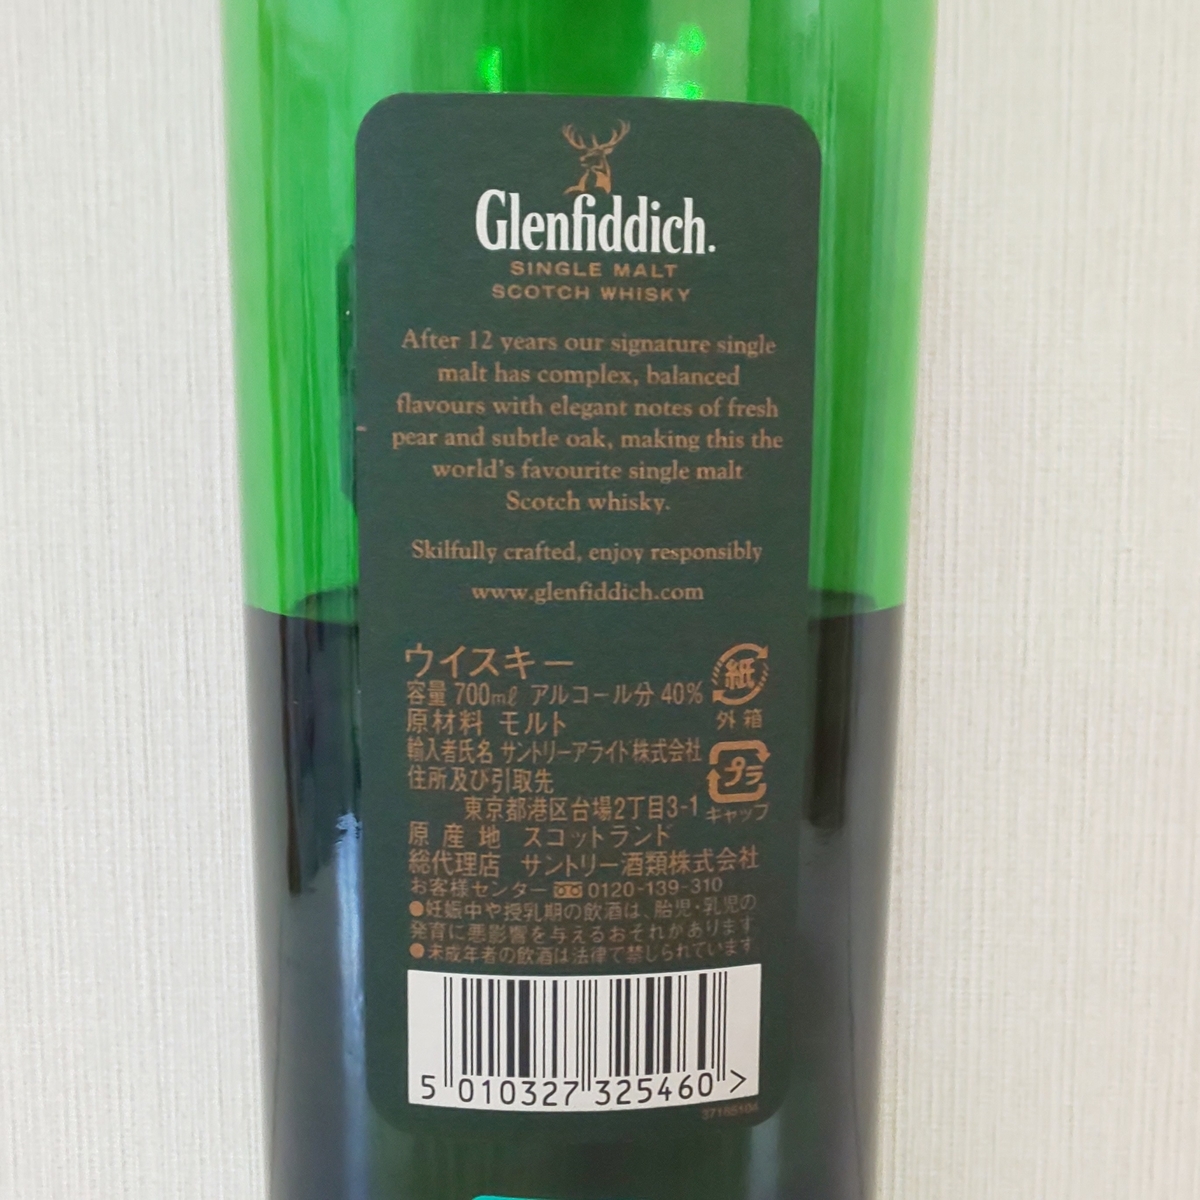 Glenfiddich.
SINGLE MALT
SCOTCH WHISKY
After 12 years our signature single
malt has complex, balanced
flavours with elegant notes of fresh
pear and subtle oak, making this the
world's favourite single malt
Scotch whisky.
Skilfully crafted, enjoy responsibly
www.glenfiddich.com
ウイスキー
容量 700mℓ アルコール分 40%
原材料 モルト
輸入者氏名 サントリーアライド株式会社
住所及び引取先
東京都港区台場2丁目3-1
原産地 スコットランド
総代理店 サントリー酒類株式会社
お客様センター 0120-139-310
●妊娠中や授乳期の飲酒は、胎児・乳児の
発育に悪影響を与えるおそれがあります
●未成年者の飲酒は法律で禁じられています
紙
外箱
プラ
キャップ
5 010327 325460 >
37165104